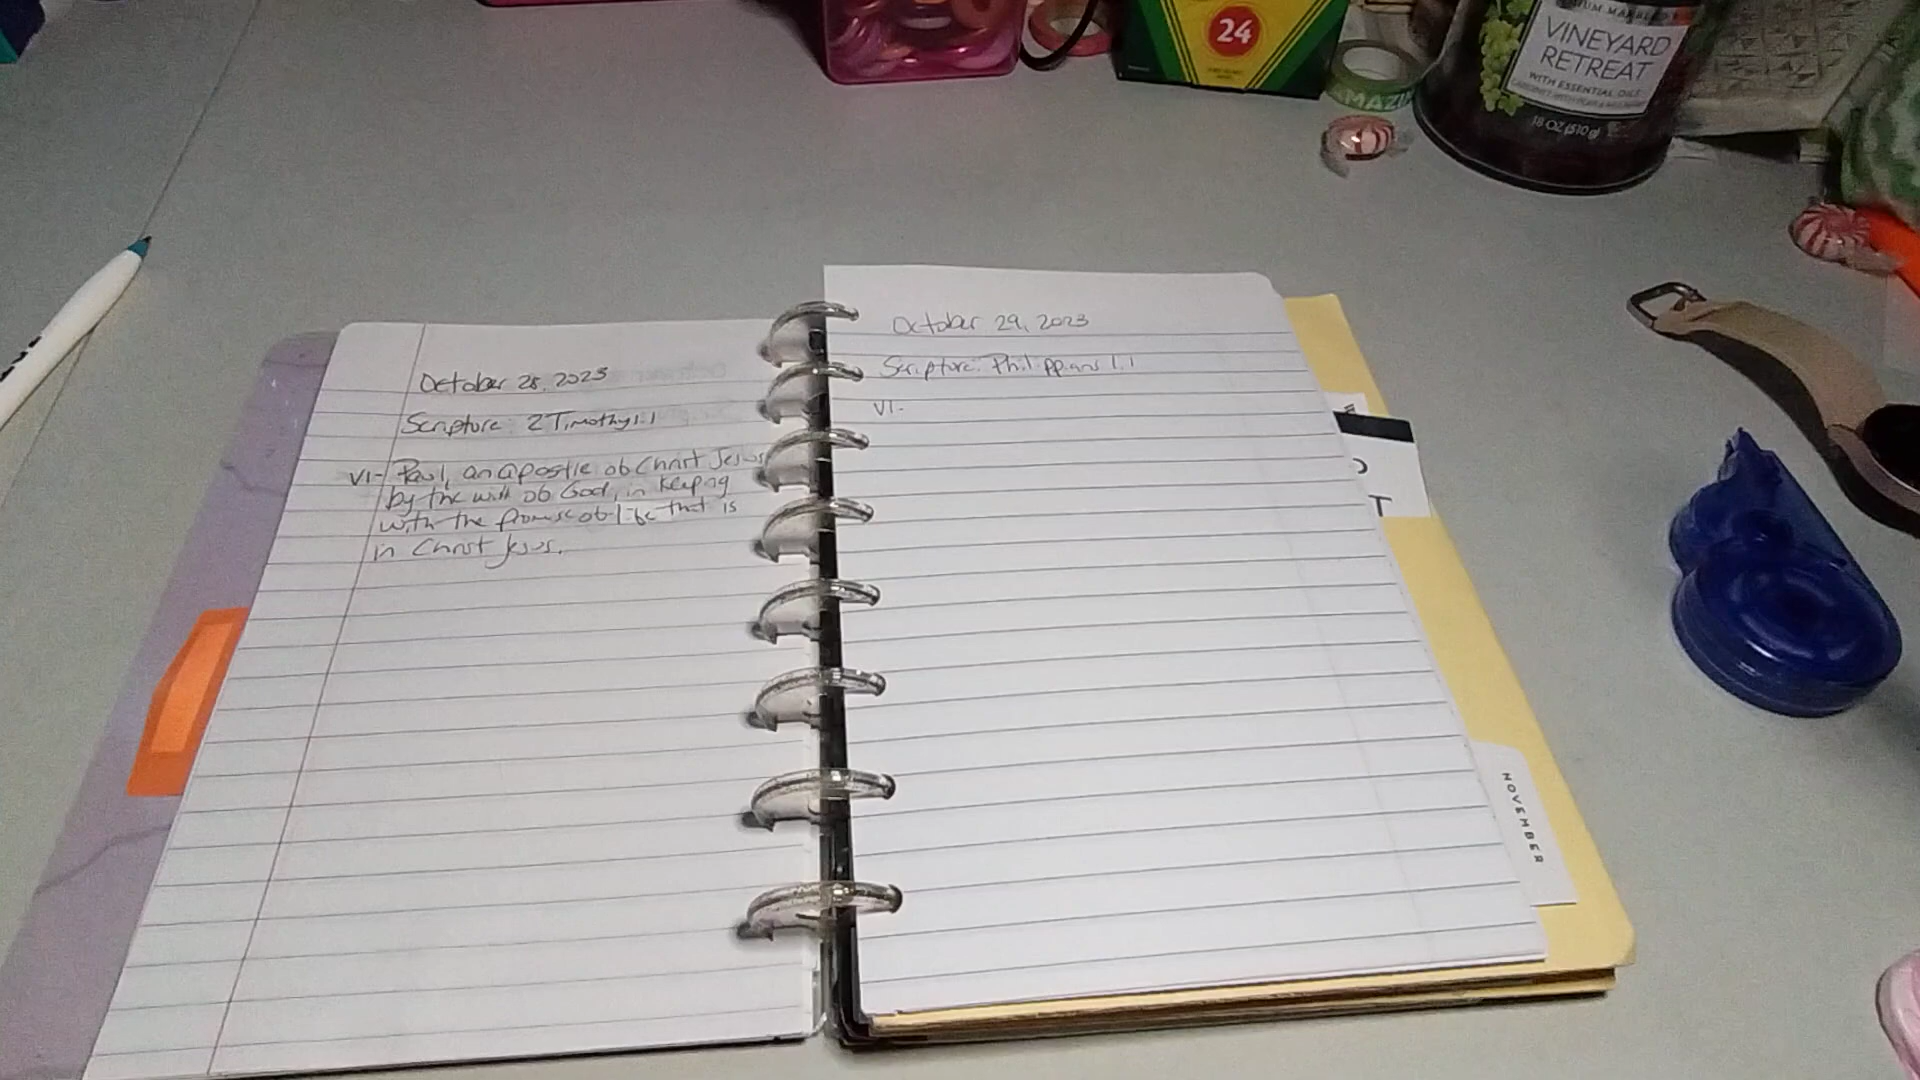 24
VINEYARD
RETREAT
WITH ESSENTIAL OILS
18 OZ (510g)
AMAZI
October 28, 2023
Scripture: 2 Timothy 1:1
V1- Paul, an apostle of Christ Jesus
by the will of God, in keeping
with the promise of life that is
in Christ Jesus.
October 29, 2023
Scripture: Philippians 1:1
V1-
NOVEMBER